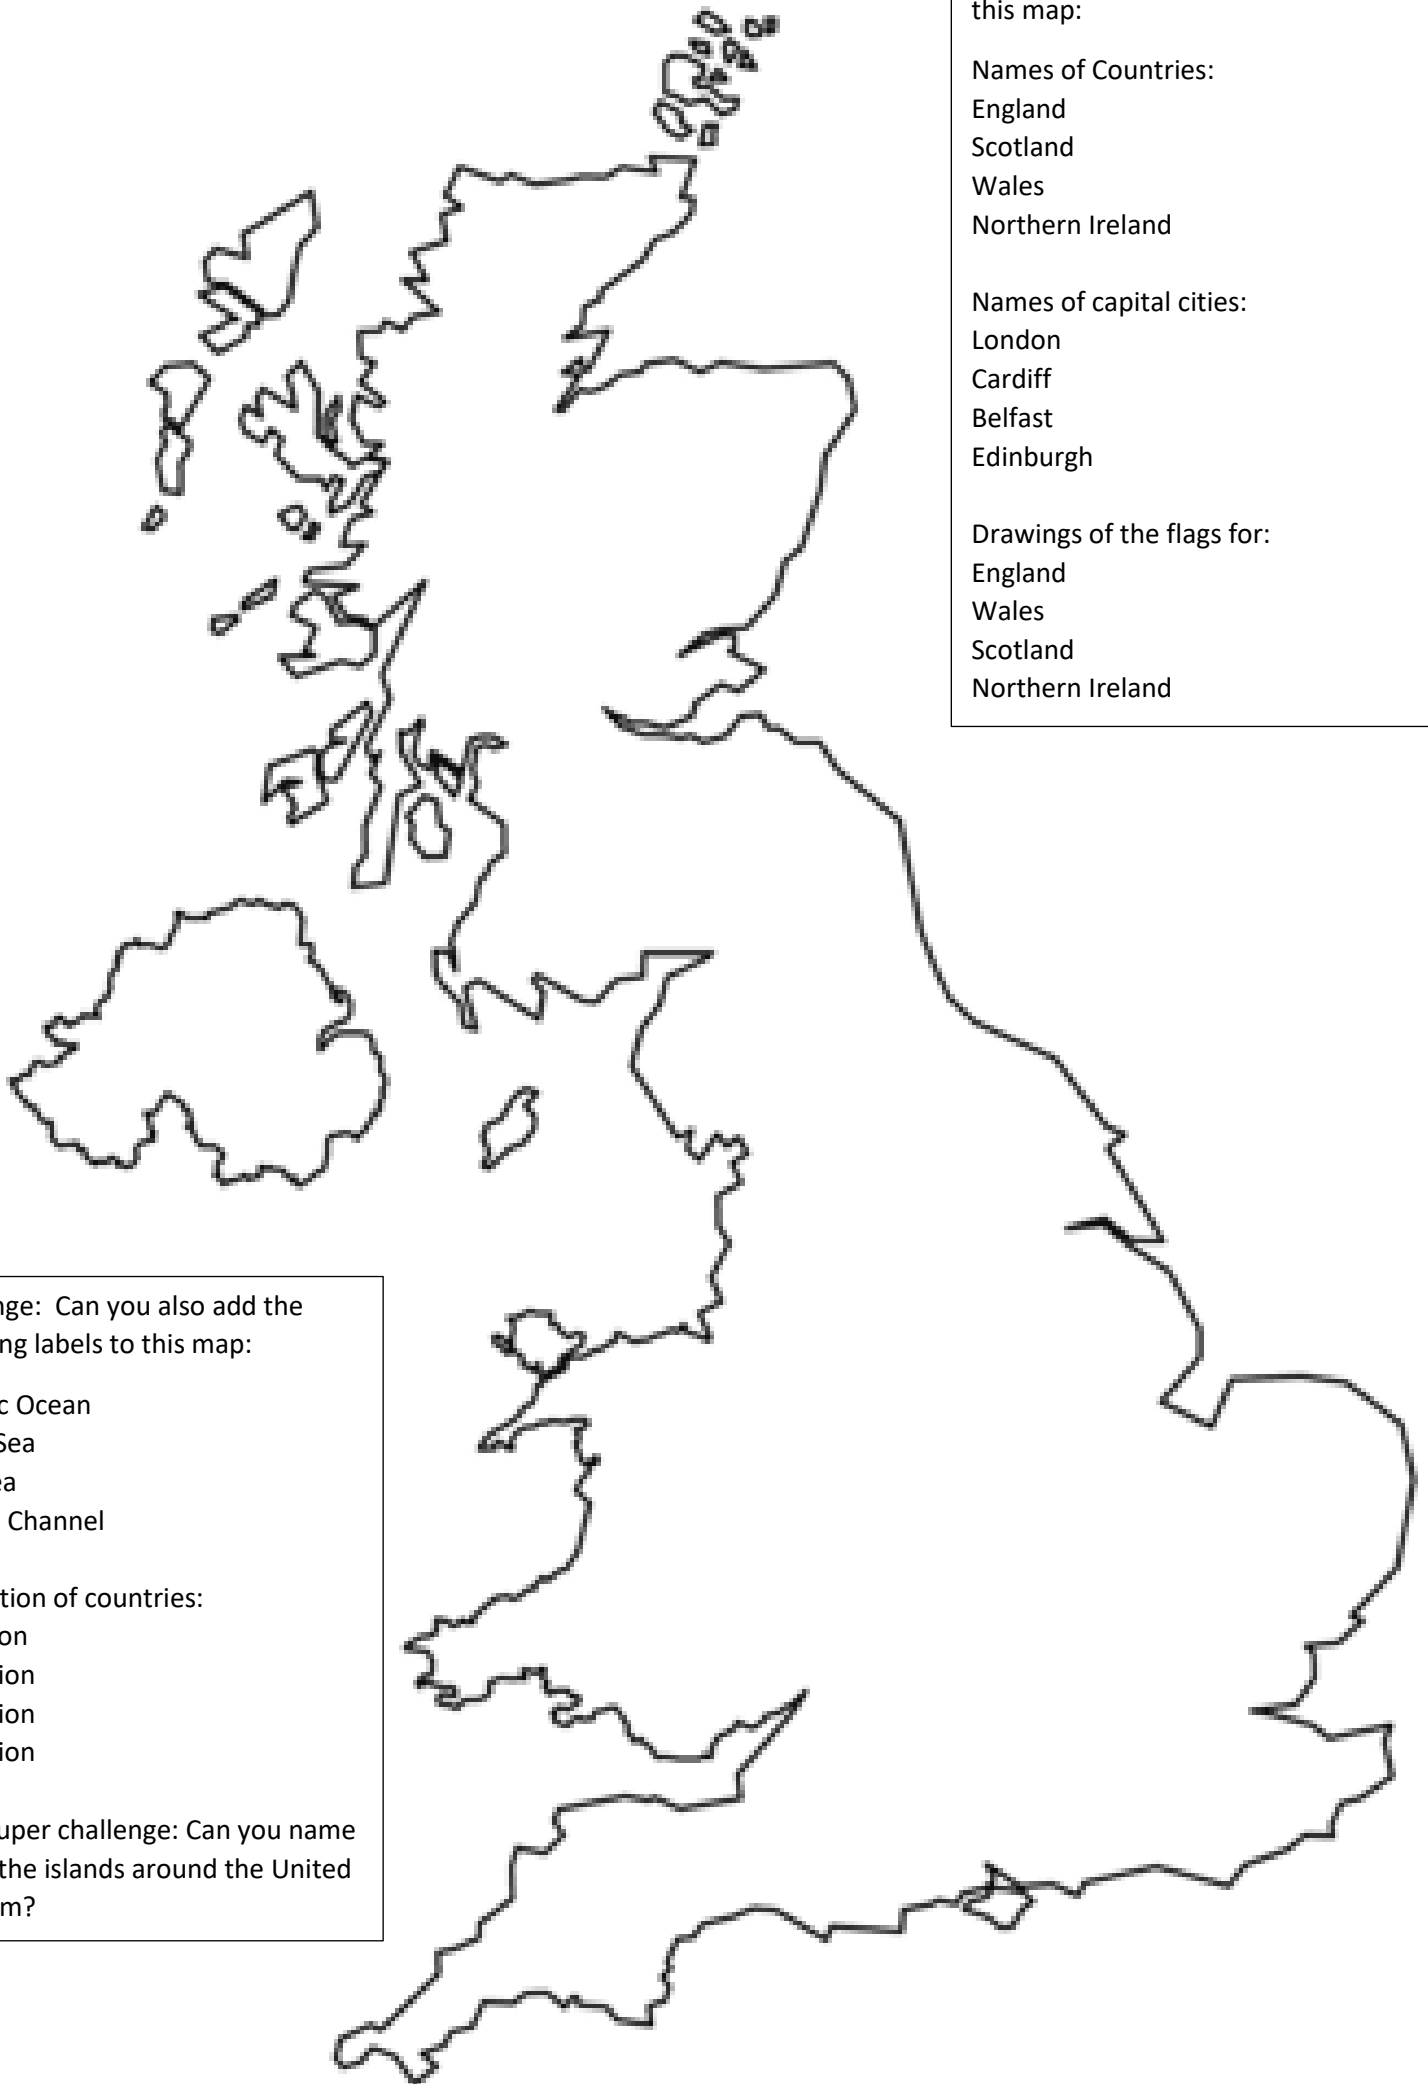 this map:
Names of Countries:
England
Scotland
Wales
Northern Ireland
Names of capital cities:
London
Cardiff
Belfast
Edinburgh
Drawings of the flags for:
England
Wales
Scotland
Northern Ireland
nge: Can you also add the
ng labels to this map:
c Ocean
Sea
ea
Channel
tion of countries:
on
ion
ion
ion
uper challenge: Can you name
the islands around the United
m?